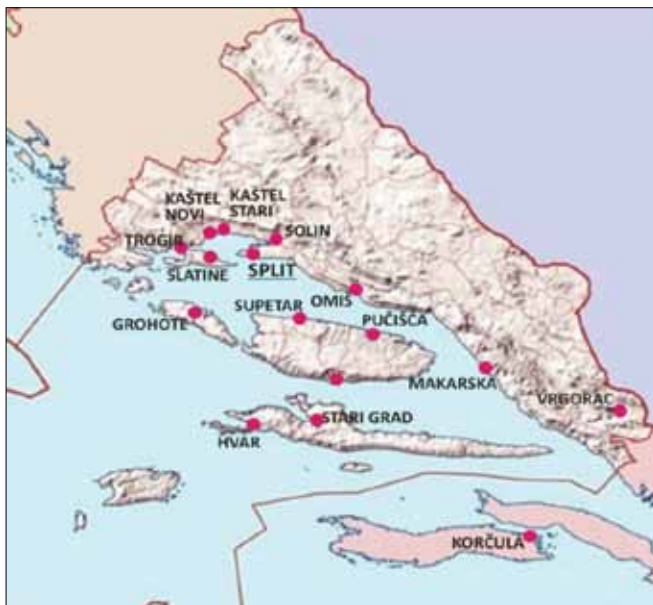 KAŠTEL
NOVI
KAŠTEL
STARI
TROGIR
SOLIN
SLATINE
SPLIT
OMIŠ
SUPETAR
GROHOTE
PUČIŠĆA
MAKARSKA
VRGORAC
STARI GRAD
HVAR
KORČULA